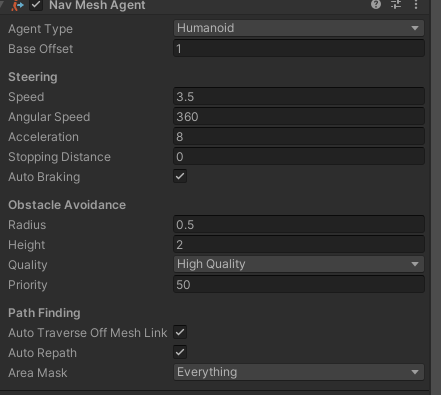 Nav Mesh Agent
Agent Type Humanoid
Base Offset 1
Steering
Speed 3.5
Angular Speed 360
Acceleration 8
Stopping Distance 0
Auto Braking
Obstacle Avoidance
Radius 0.5
Height 2
Quality High Quality
Priority 50
Path Finding
Auto Traverse Off Mesh Link
Auto Repath
Area Mask Everything